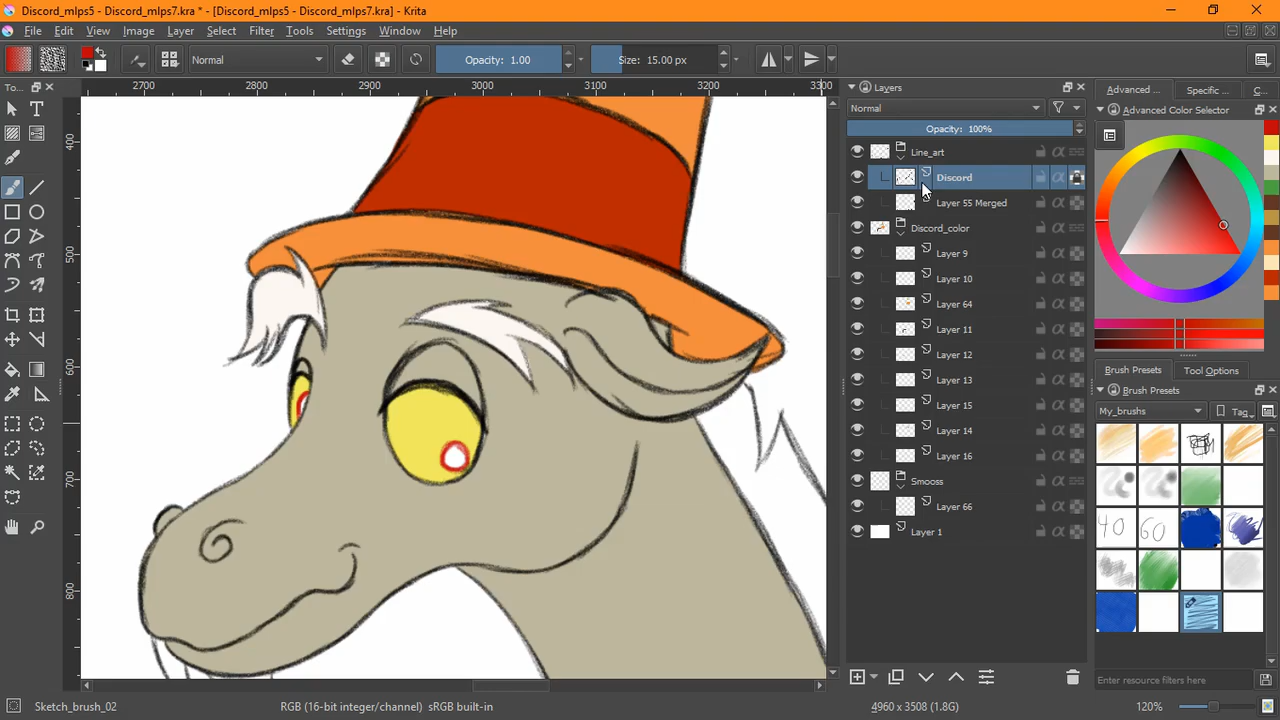 Discord_mlps5 - Discord_mlps7.kra * - [Discord_mlps5 - Discord_mlps7.kra] - Krita
File Edit View Image Layer Select Filter Tools Settings Window Help
Normal Opacity: 1.00 Size: 15.00 px
To...
2700 2800 2900 3000 3100 3200 3300
400
500
600
700
800
Layers
Normal
Opacity: 100%
Line_art
Discord
Layer 55 Merged
Discord_color
Layer 9
Layer 10
Layer 64
Layer 11
Layer 12
Layer 13
Layer 15
Layer 14
Layer 16
Smooss
Layer 66
Layer 1
Advanced ... Specific ... C...
Advanced Color Selector
Brush Presets Tool Options
Brush Presets
My_brushs Tag
40 60
Enter resource filters here
Sketch_brush_02 RGB (16-bit integer/channel) sRGB built-in 4960 x 3508 (1.8G) 120%